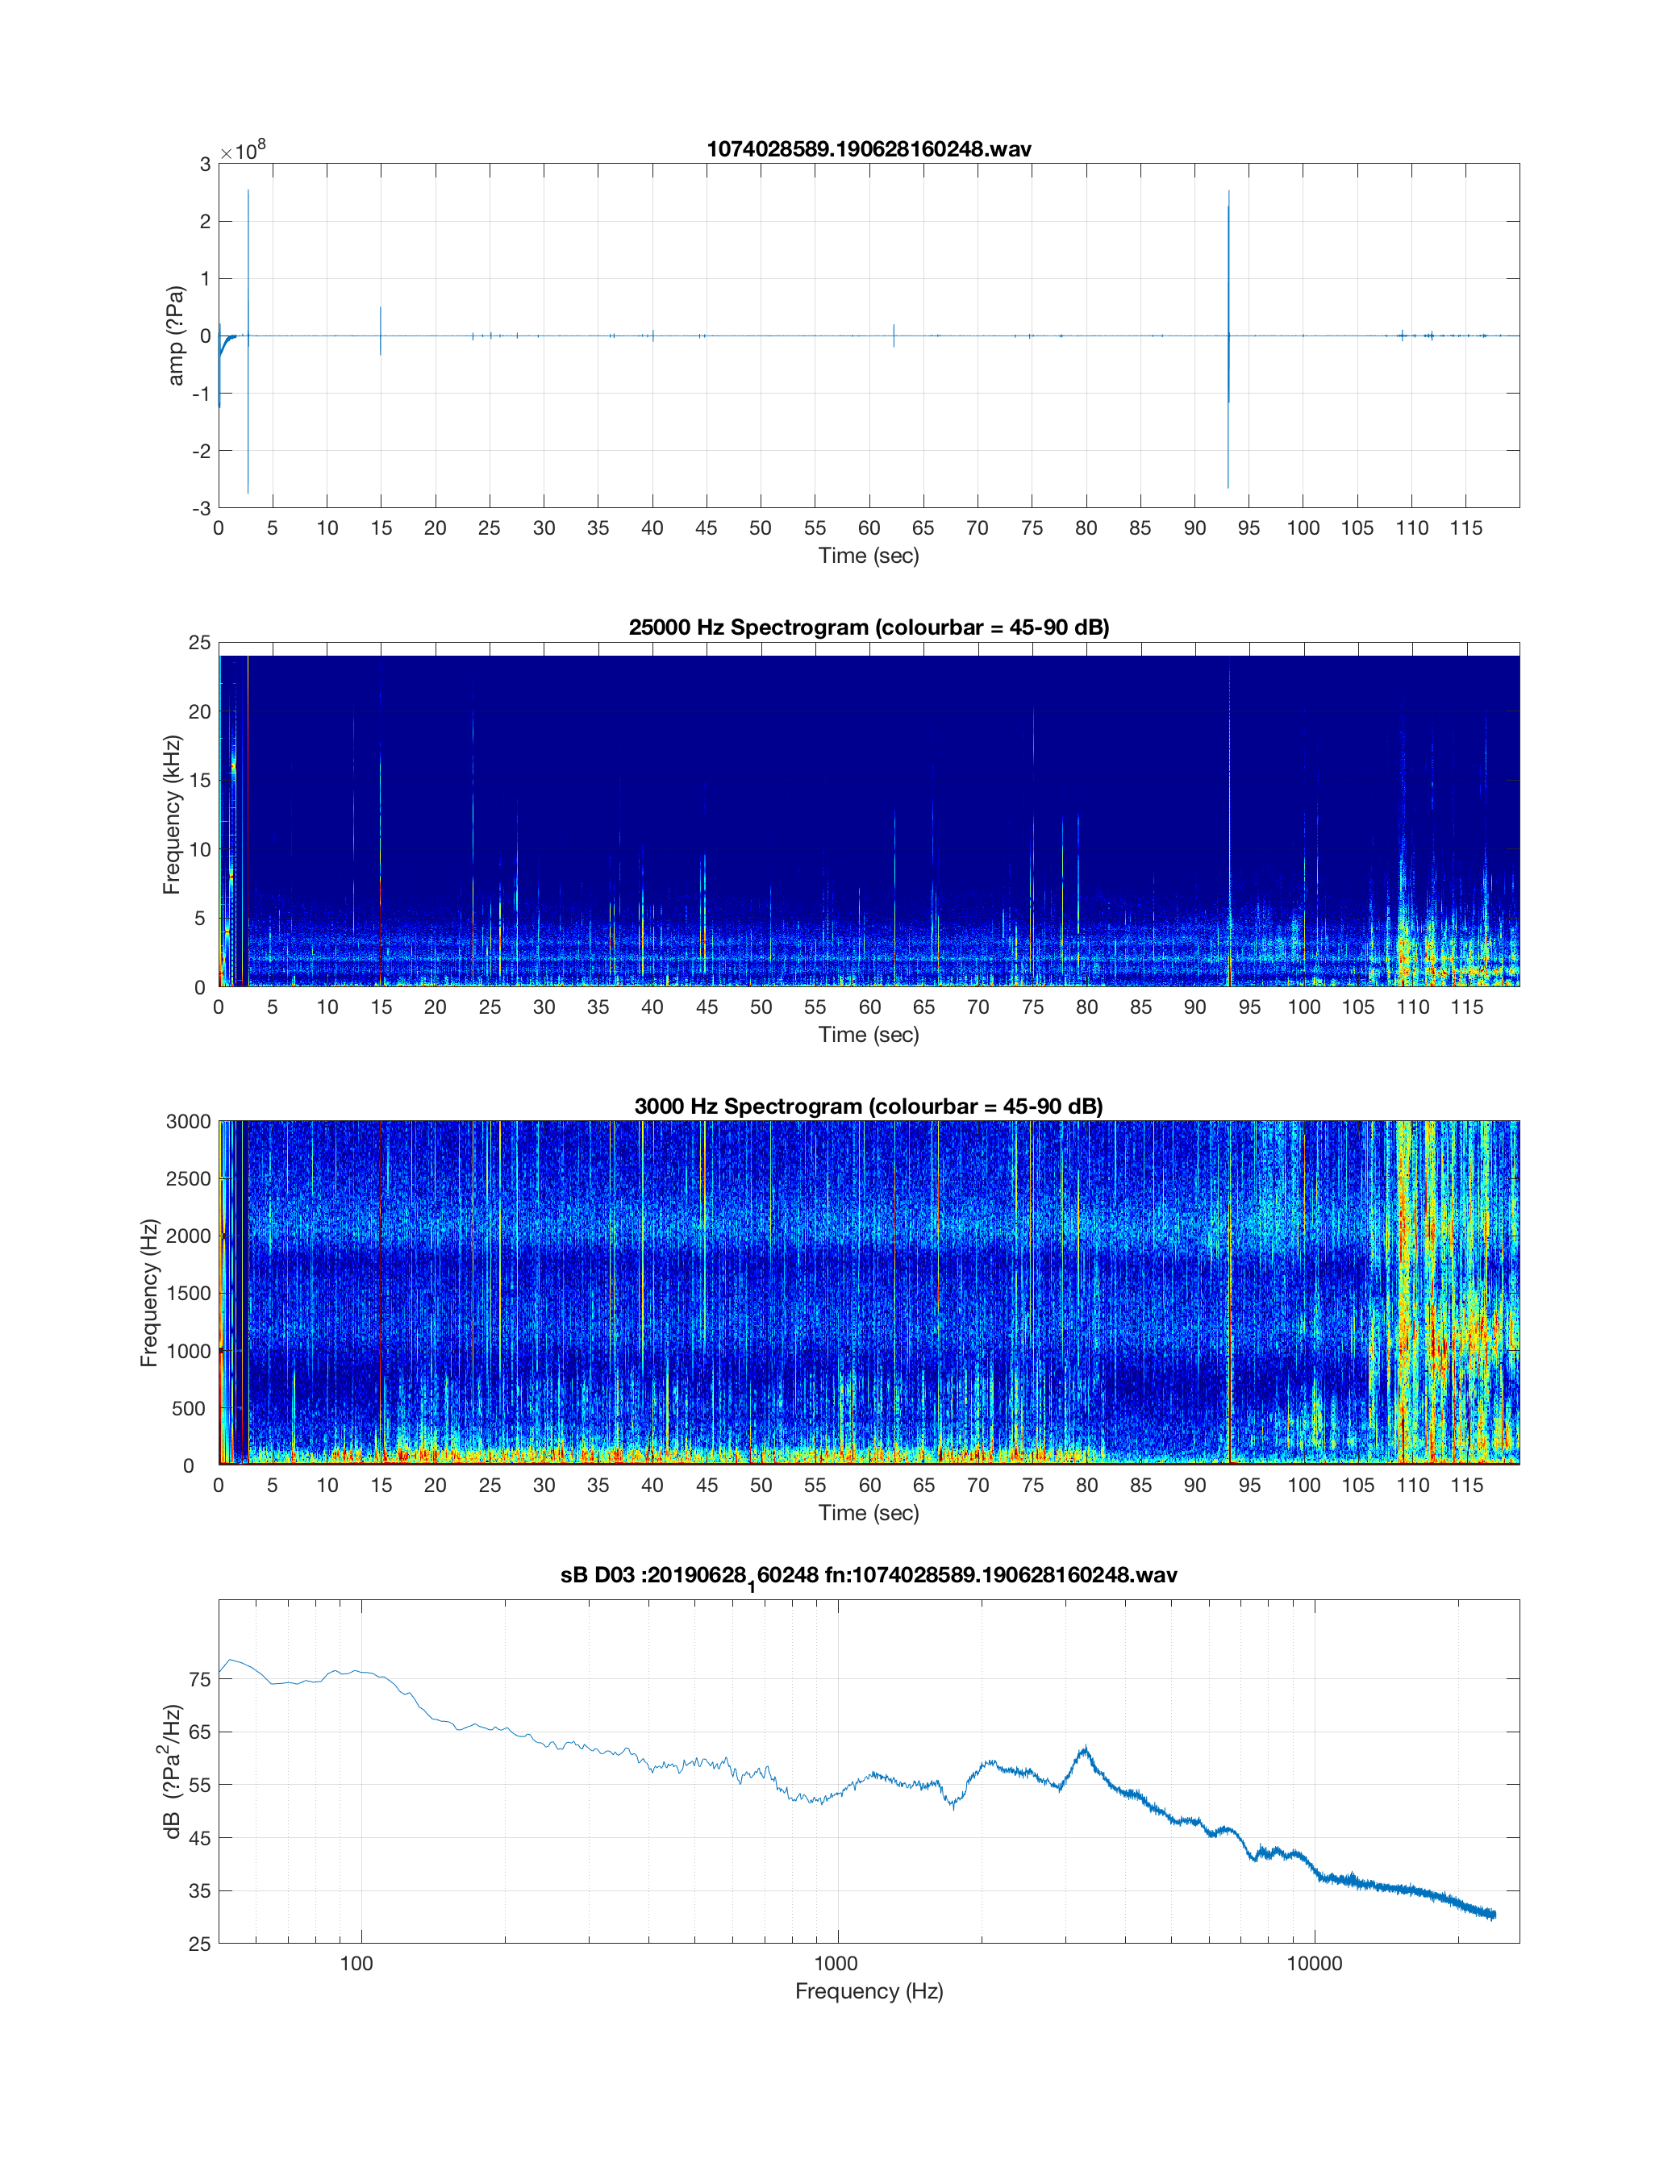 1074028589.190628160248.wav
×10^8
3
2
1
0
-1
-2
-3
amp (?Pa)
0 5 10 15 20 25 30 35 40 45 50 55 60 65 70 75 80 85 90 95 100 105 110 115
Time (sec)
25000 Hz Spectrogram (colourbar = 45-90 dB)
25
20
15
10
5
0
Frequency (kHz)
0 5 10 15 20 25 30 35 40 45 50 55 60 65 70 75 80 85 90 95 100 105 110 115
Time (sec)
3000 Hz Spectrogram (colourbar = 45-90 dB)
3000
2500
2000
1500
1000
500
0
Frequency (Hz)
0 5 10 15 20 25 30 35 40 45 50 55 60 65 70 75 80 85 90 95 100 105 110 115
Time (sec)
sB D03 :20190628_160248 fn:1074028589.190628160248.wav
75
65
55
45
35
25
dB (?Pa^2/Hz)
100 1000 10000
Frequency (Hz)